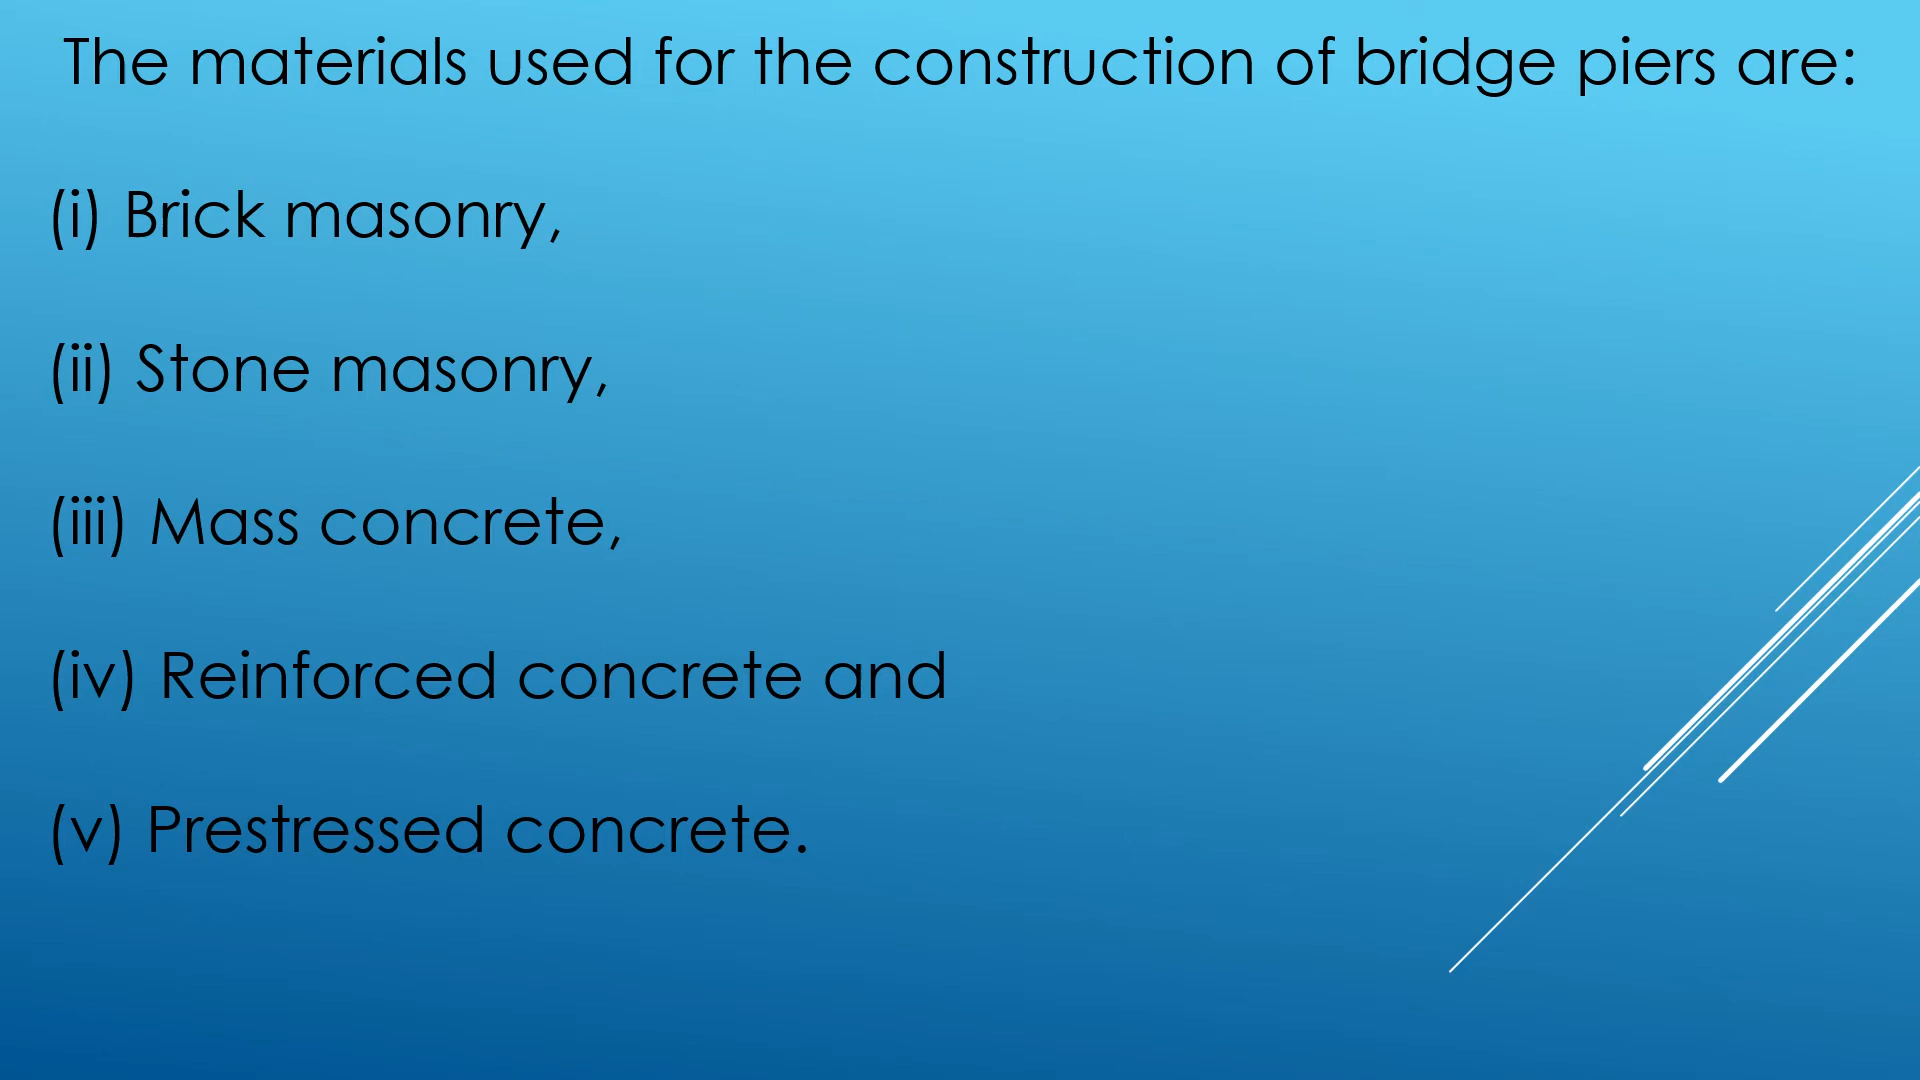 The materials used for the construction of bridge piers are:
(i) Brick masonry,
(ii) Stone masonry,
(iii) Mass concrete,
(iv) Reinforced concrete and
(v) Prestressed concrete.